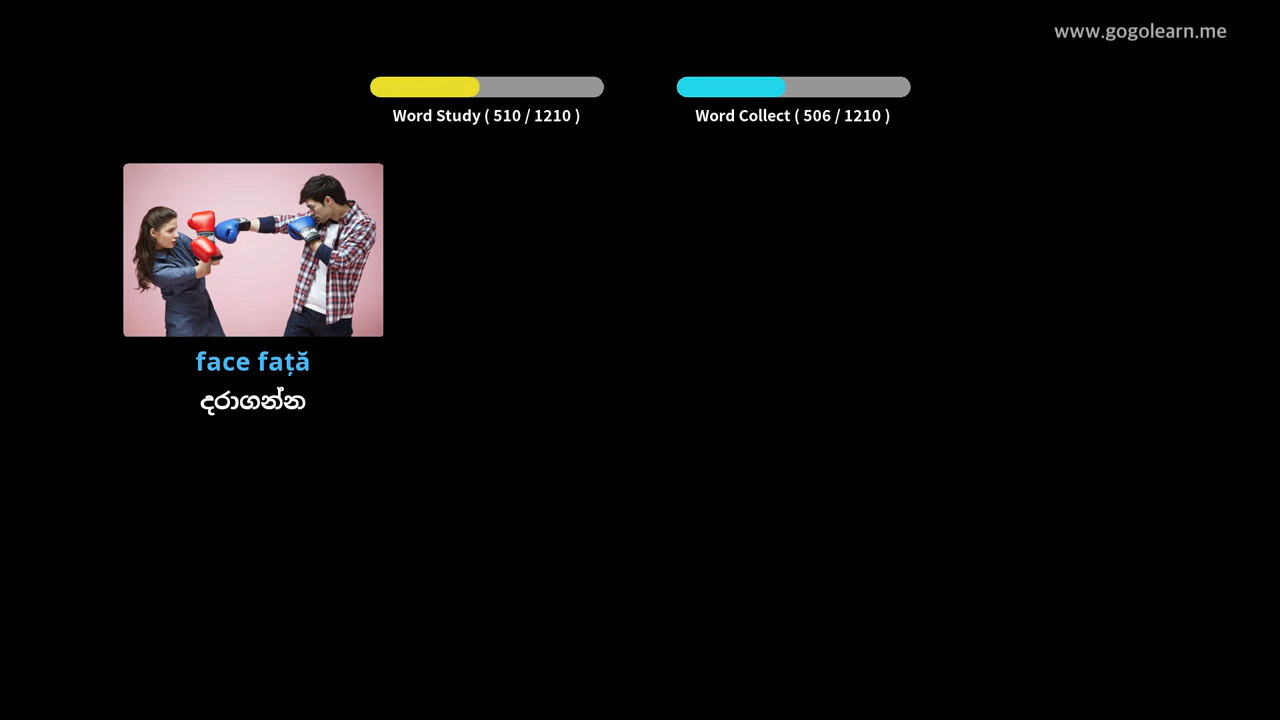 www.gogolearn.me
Word Study ( 510 / 1210 )
Word Collect ( 506 / 1210 )
face față
දරාගන්න